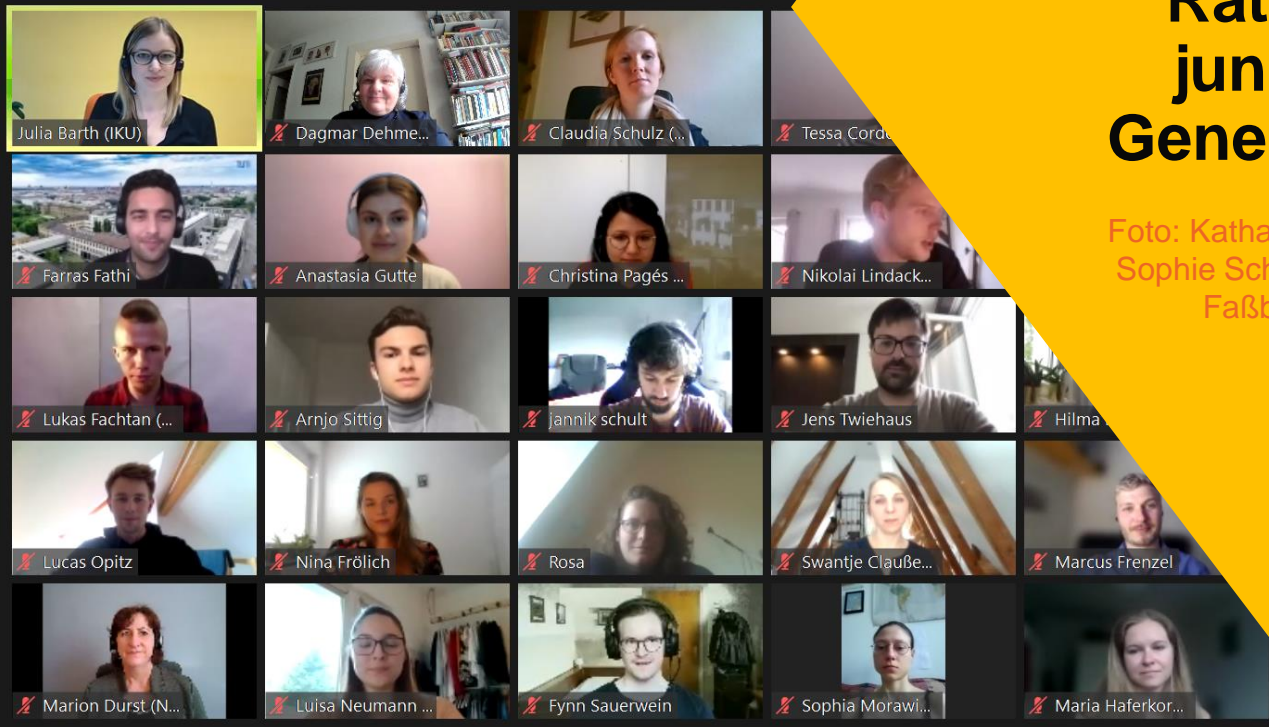 Julia Barth (IKU)
Dagmar Dehme...
Claudia Schulz (...
Tessa Corde
Farras Fathi
Anastasia Gutte
Christina Pagés ...
Nikolai Lindack...
Lukas Fachtan (...
Arnjo Sittig
jannik schult
Jens Twiehaus
Hilma
Lucas Opitz
Nina Frölich
Rosa
Swantje Clauße...
Marcus Frenzel
Marion Durst (N...
Luisa Neumann ...
Fynn Sauerwein
Sophia Morawi...
Maria Haferkor...
Rat
jun
Gene
Foto: Katha
Sophie Sch
Faßb